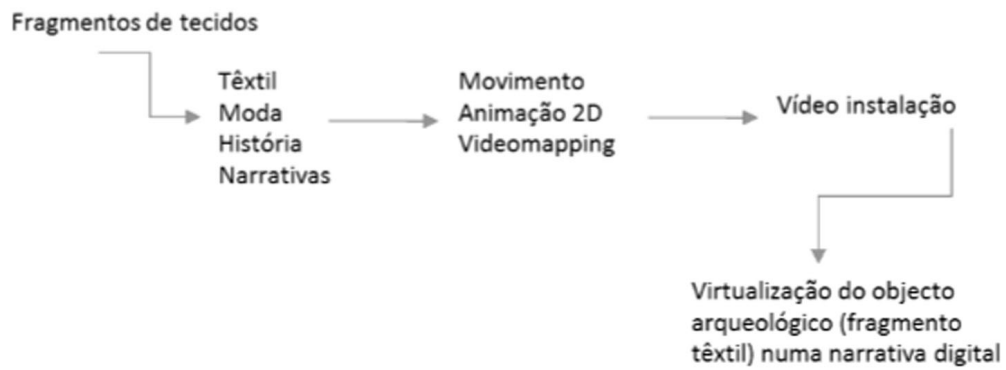 Fragmentos de tecidos
Têxtil
Moda
História
Narrativas
Movimento
Animação 2D
Videomapping
Vídeo instalação
Virtualização do objecto
arqueológico (fragmento
têxtil) numa narrativa digital